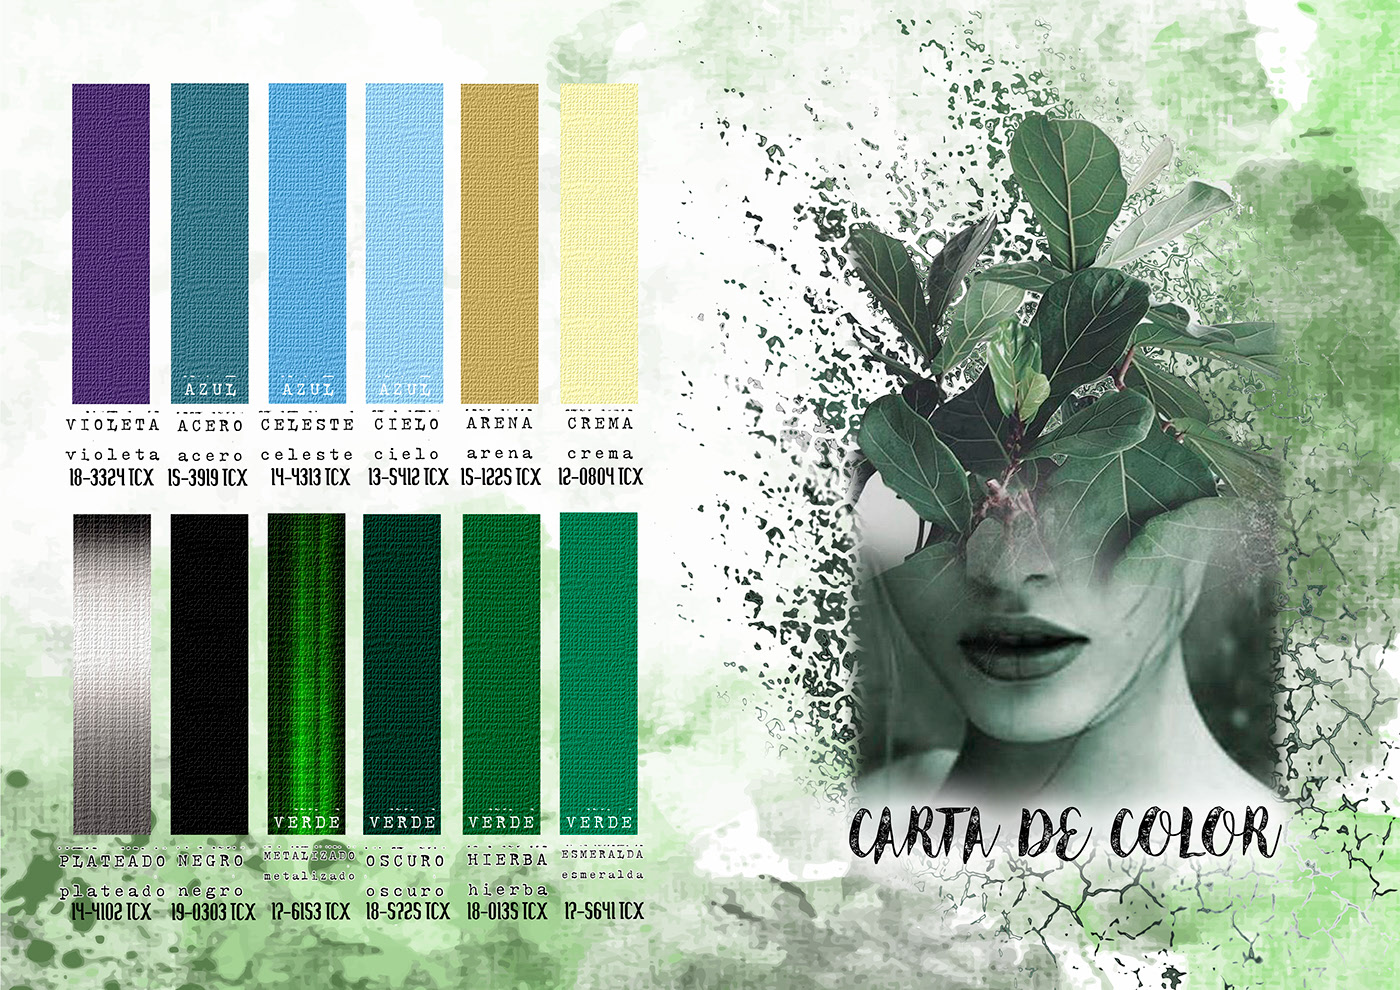 AZUL AZUL AZUL
VIOLETA ACERO CELESTE CIELO ARENA CREMA
violeta acero celeste cielo arena crema
18-3324 TCX 15-3919 TCX 14-4313 TCX 13-5412 TCX 15-1225 TCX 12-0804 TCX
VERDE VERDE VERDE VERDE
PLATEADO NEGRO METALIZADO OSCURO HIERBA ESMERALDA
plateado negro metalizado oscuro hierba esmeralda
14-4102 TCX 19-0303 TCX 17-6153 TCX 18-5725 TCX 18-0135 TCX 17-5641 TCX
CARTA DE COLOR